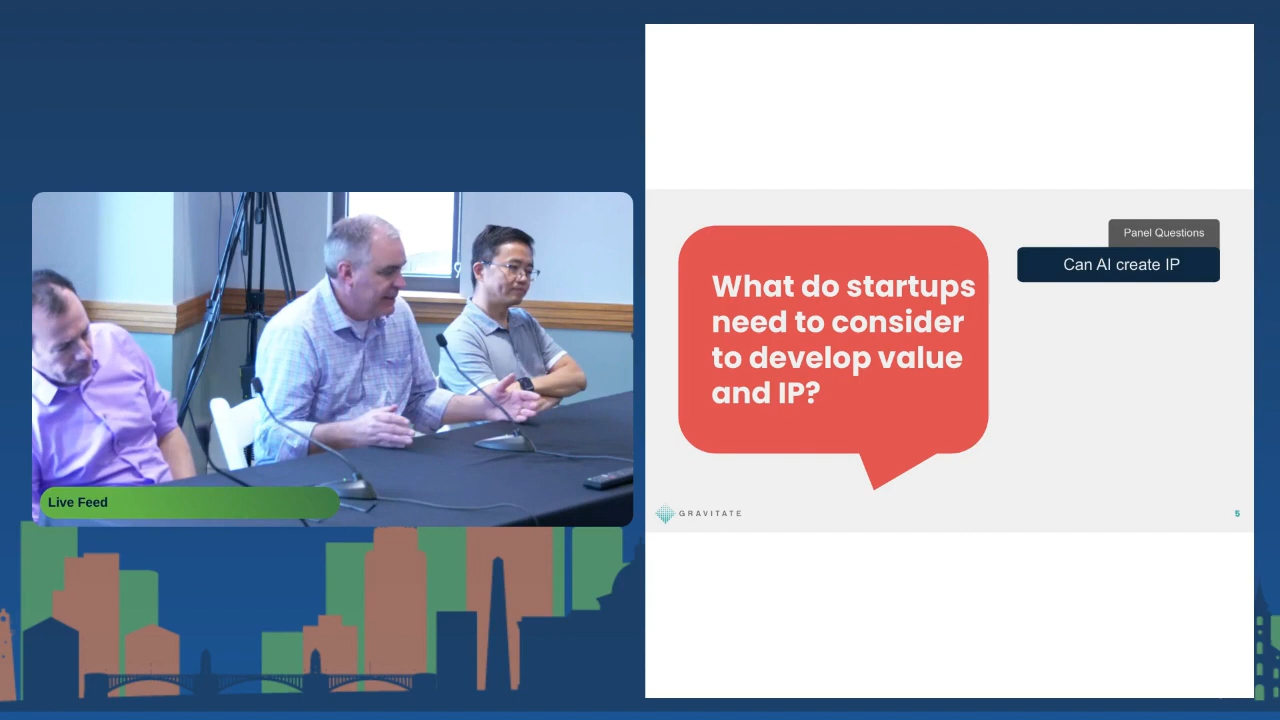 Live Feed
What do startups
need to consider
to develop value
and IP?
Panel Questions
Can AI create IP
GRAVITATE
5